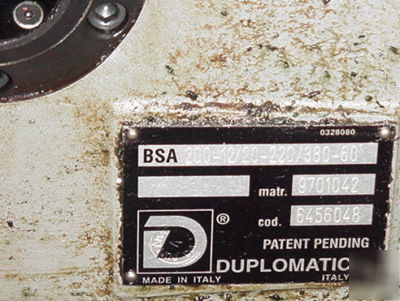 0328080
BSA 200-12/20-220/380-60
matr. 9701042
cod. 6456048
D ®
PATENT PENDING
MADE IN ITALY DUPLOMATIC ITALY